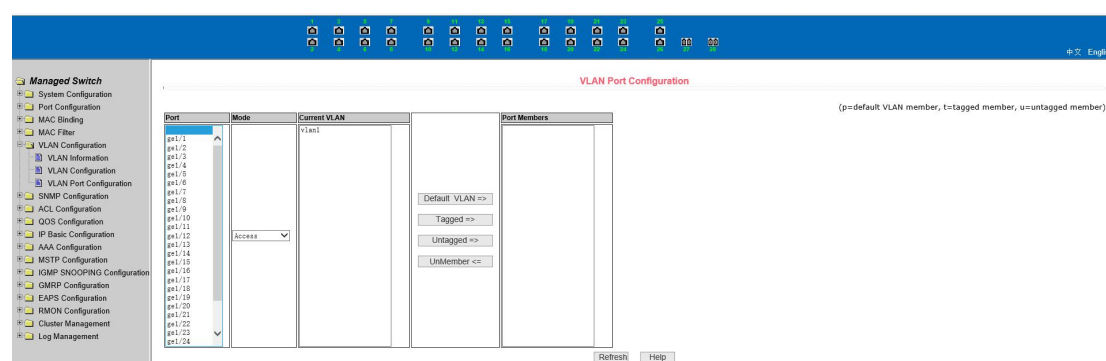 1 3 5 7 9 11 13 15 17 19 21 23 25
2 4 6 8 10 12 14 16 18 20 22 24 26 27 28
中文 Engli
Managed Switch
System Configuration
Port Configuration
MAC Binding
MAC Filter
VLAN Configuration
VLAN Information
VLAN Configuration
VLAN Port Configuration
SNMP Configuration
ACL Configuration
QOS Configuration
IP Basic Configuration
AAA Configuration
MSTP Configuration
IGMP SNOOPING Configuration
GMRP Configuration
EAPS Configuration
RMON Configuration
Cluster Management
Log Management
VLAN Port Configuration
(p=default VLAN member, t=tagged member, u=untagged member)
Port Mode Current VLAN Port Members
ge1/1
ge1/2
ge1/3
ge1/4
ge1/5
ge1/6
ge1/7
ge1/8
ge1/9
ge1/10
ge1/11
ge1/12
ge1/13
ge1/14
ge1/15
ge1/16
ge1/17
ge1/18
ge1/19
ge1/20
ge1/21
ge1/22
ge1/23
ge1/24
Access
vlan1
Default VLAN =>
Tagged =>
Untagged =>
UnMember <=
Refresh Help